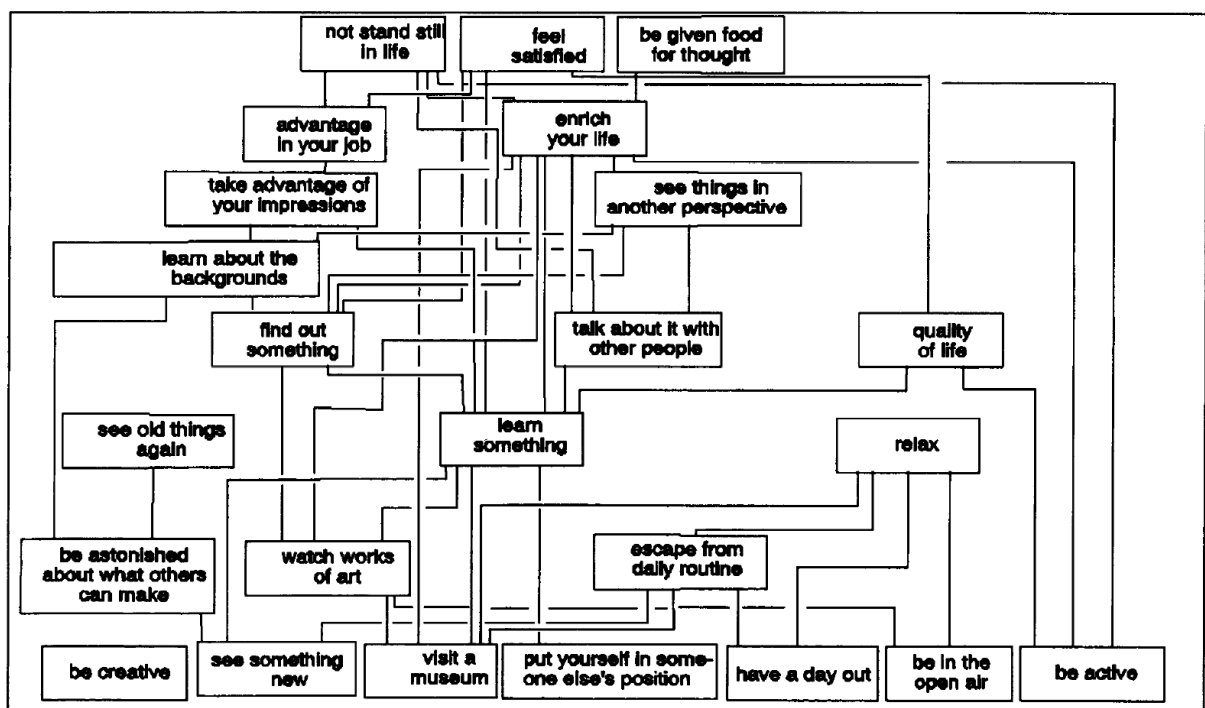 not stand still
in life
feel
satisfied
be given food
for thought
advantage
in your job
enrich
your life
take advantage of
your impressions
see things in
another perspective
learn about the
backgrounds
find out
something
talk about it with
other people
quality
of life
see old things
again
learn
something
relax
be astonished
about what others
can make
watch works
of art
escape from
daily routine
be creative
see something
new
visit a
museum
put yourself in some-
one else's position
have a day out
be in the
open air
be active